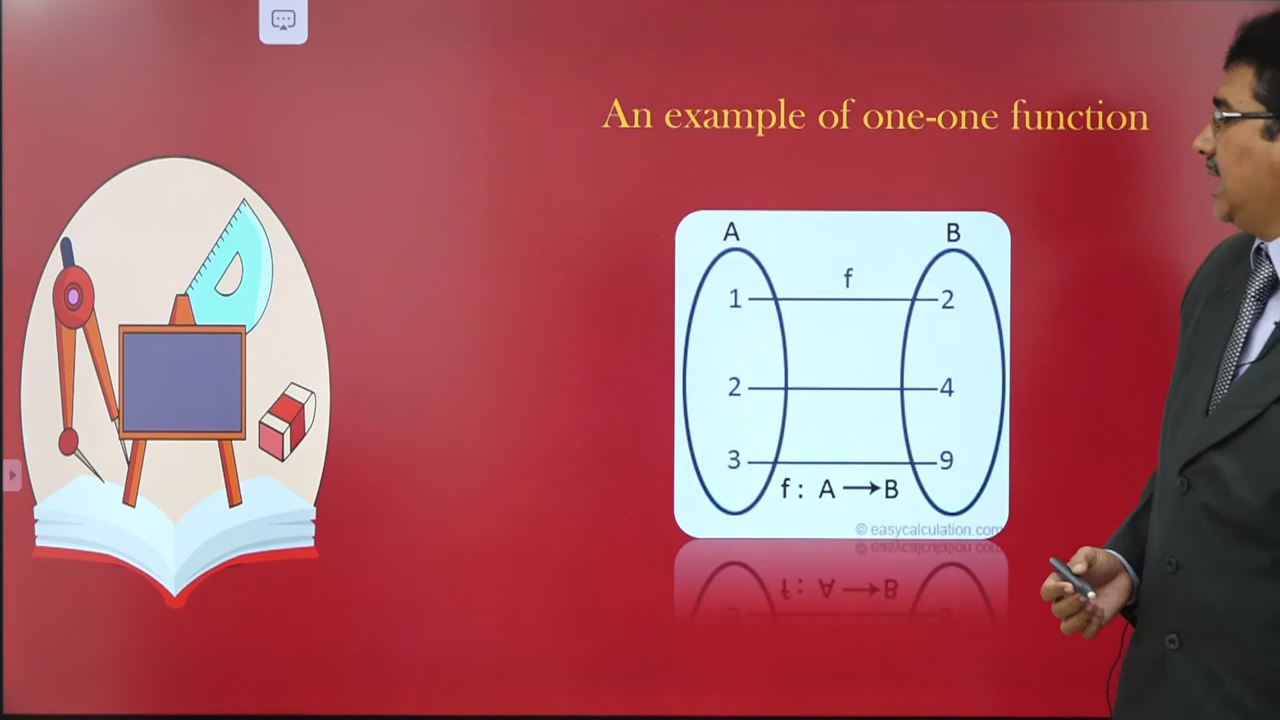 An example of one-one function
A B
f
1 2
2 4
3 9
f : A → B
© easycalculation.com